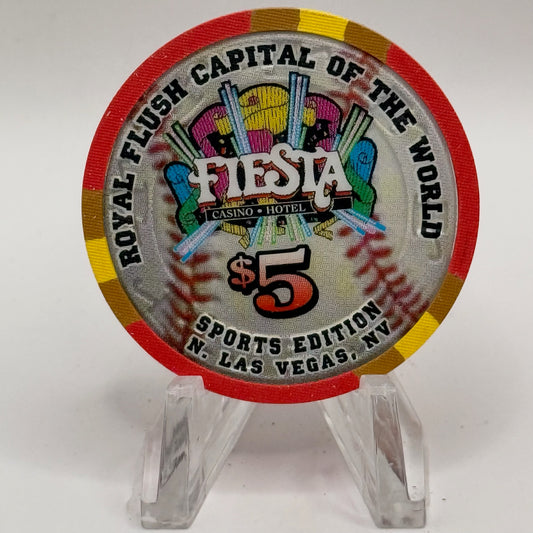 ROYAL FLUSH CAPITAL OF THE WORLD
FIESTA
CASINO • HOTEL
$5
SPORTS EDITION
N. LAS VEGAS, NV